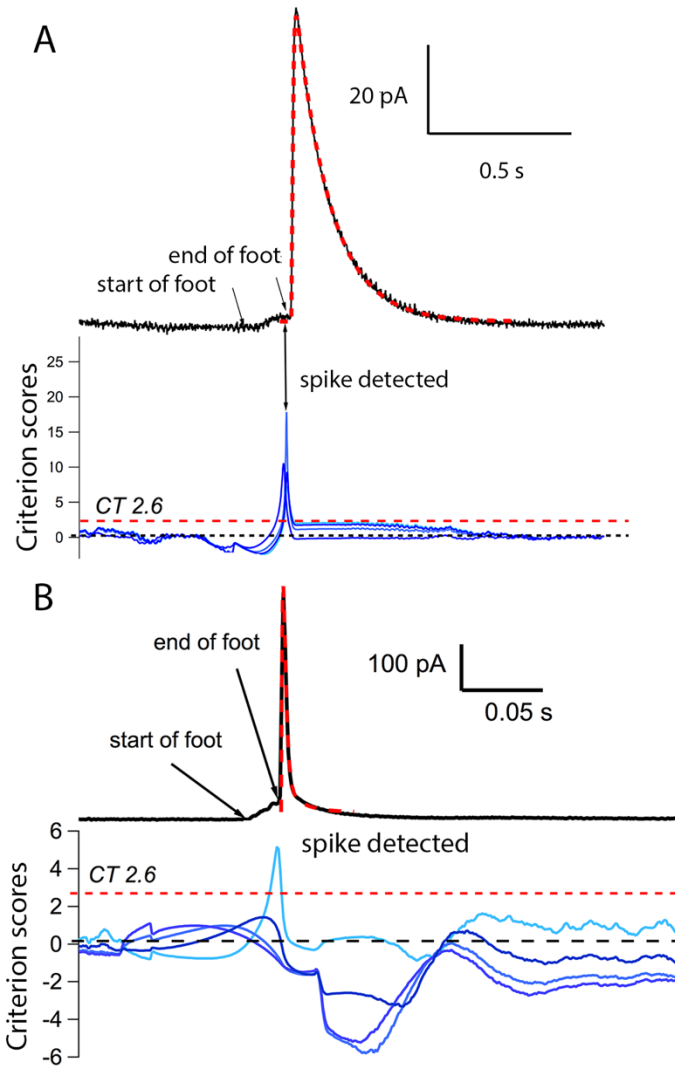 A
20 pA
0.5 s
end of foot
start of foot
25
20
15
10
5
0
Criterion scores
spike detected
CT 2.6
B
end of foot
100 pA
0.05 s
start of foot
6
4
2
0
-2
-4
-6
Criterion scores
spike detected
CT 2.6